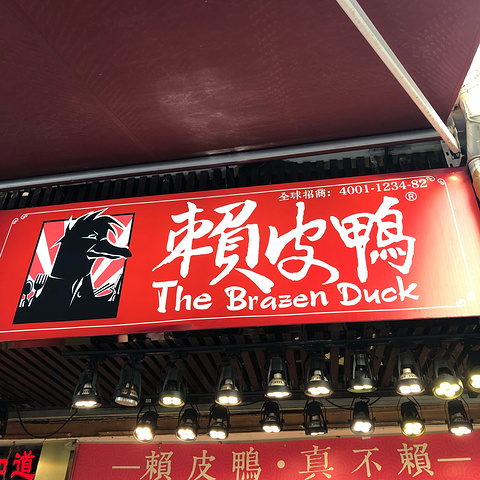 全球招商：4001-1234-82
賴皮鴨®
The Brazen Duck
知道
—賴皮鴨·真不賴—